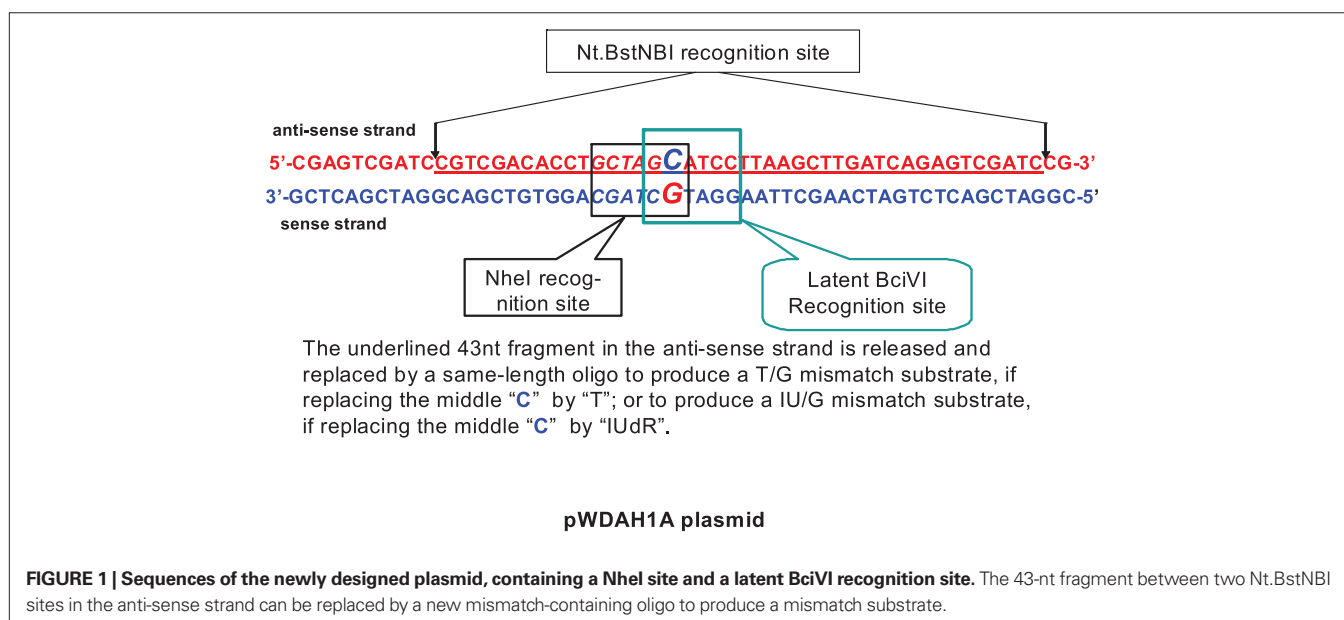 Nt.BstNBI recognition site
anti-sense strand
5'-CGAGTCGATCCGTCGACACCTGCTAGCATCCTTAAGCTTGATCAGAGTCGATCCG-3'
3'-GCTCAGCTAGGCAGCTGTGGACGATCGTAGGAATTCGAACTAGTCTCAGCTAGGC-5'
sense strand
NheI recog-
nition site
Latent BciVI
Recognition site
The underlined 43nt fragment in the anti-sense strand is released and
replaced by a same-length oligo to produce a T/G mismatch substrate, if
replacing the middle “C” by “T”; or to produce a IU/G mismatch substrate,
if replacing the middle “C” by “IUdR”.
pWDAH1A plasmid
FIGURE 1 | Sequences of the newly designed plasmid, containing a NheI site and a latent BciVI recognition site. The 43-nt fragment between two Nt.BstNBI
sites in the anti-sense strand can be replaced by a new mismatch-containing oligo to produce a mismatch substrate.